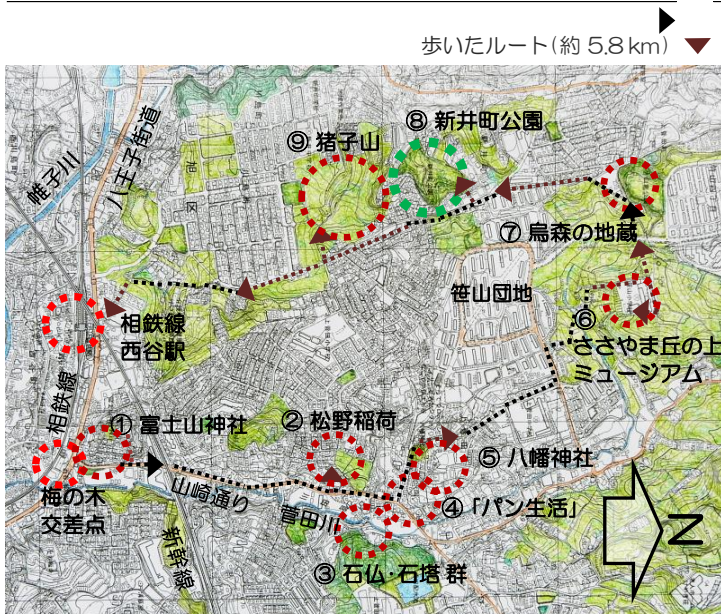 歩いたルート(約 5.8 km)
⑧ 新井町公園
⑨ 猪子山
八王子街道
帷子川
⑦ 烏森の地蔵
笹山団地
相鉄線
西谷駅
⑥
ささやま丘の上
ミュージアム
相鉄線
① 富士山神社
② 松野稲荷
⑤ 八幡神社
梅の木
交差点
山崎通り
菅田川
④「パン生活」
新幹線
③ 石仏・石塔 群
N